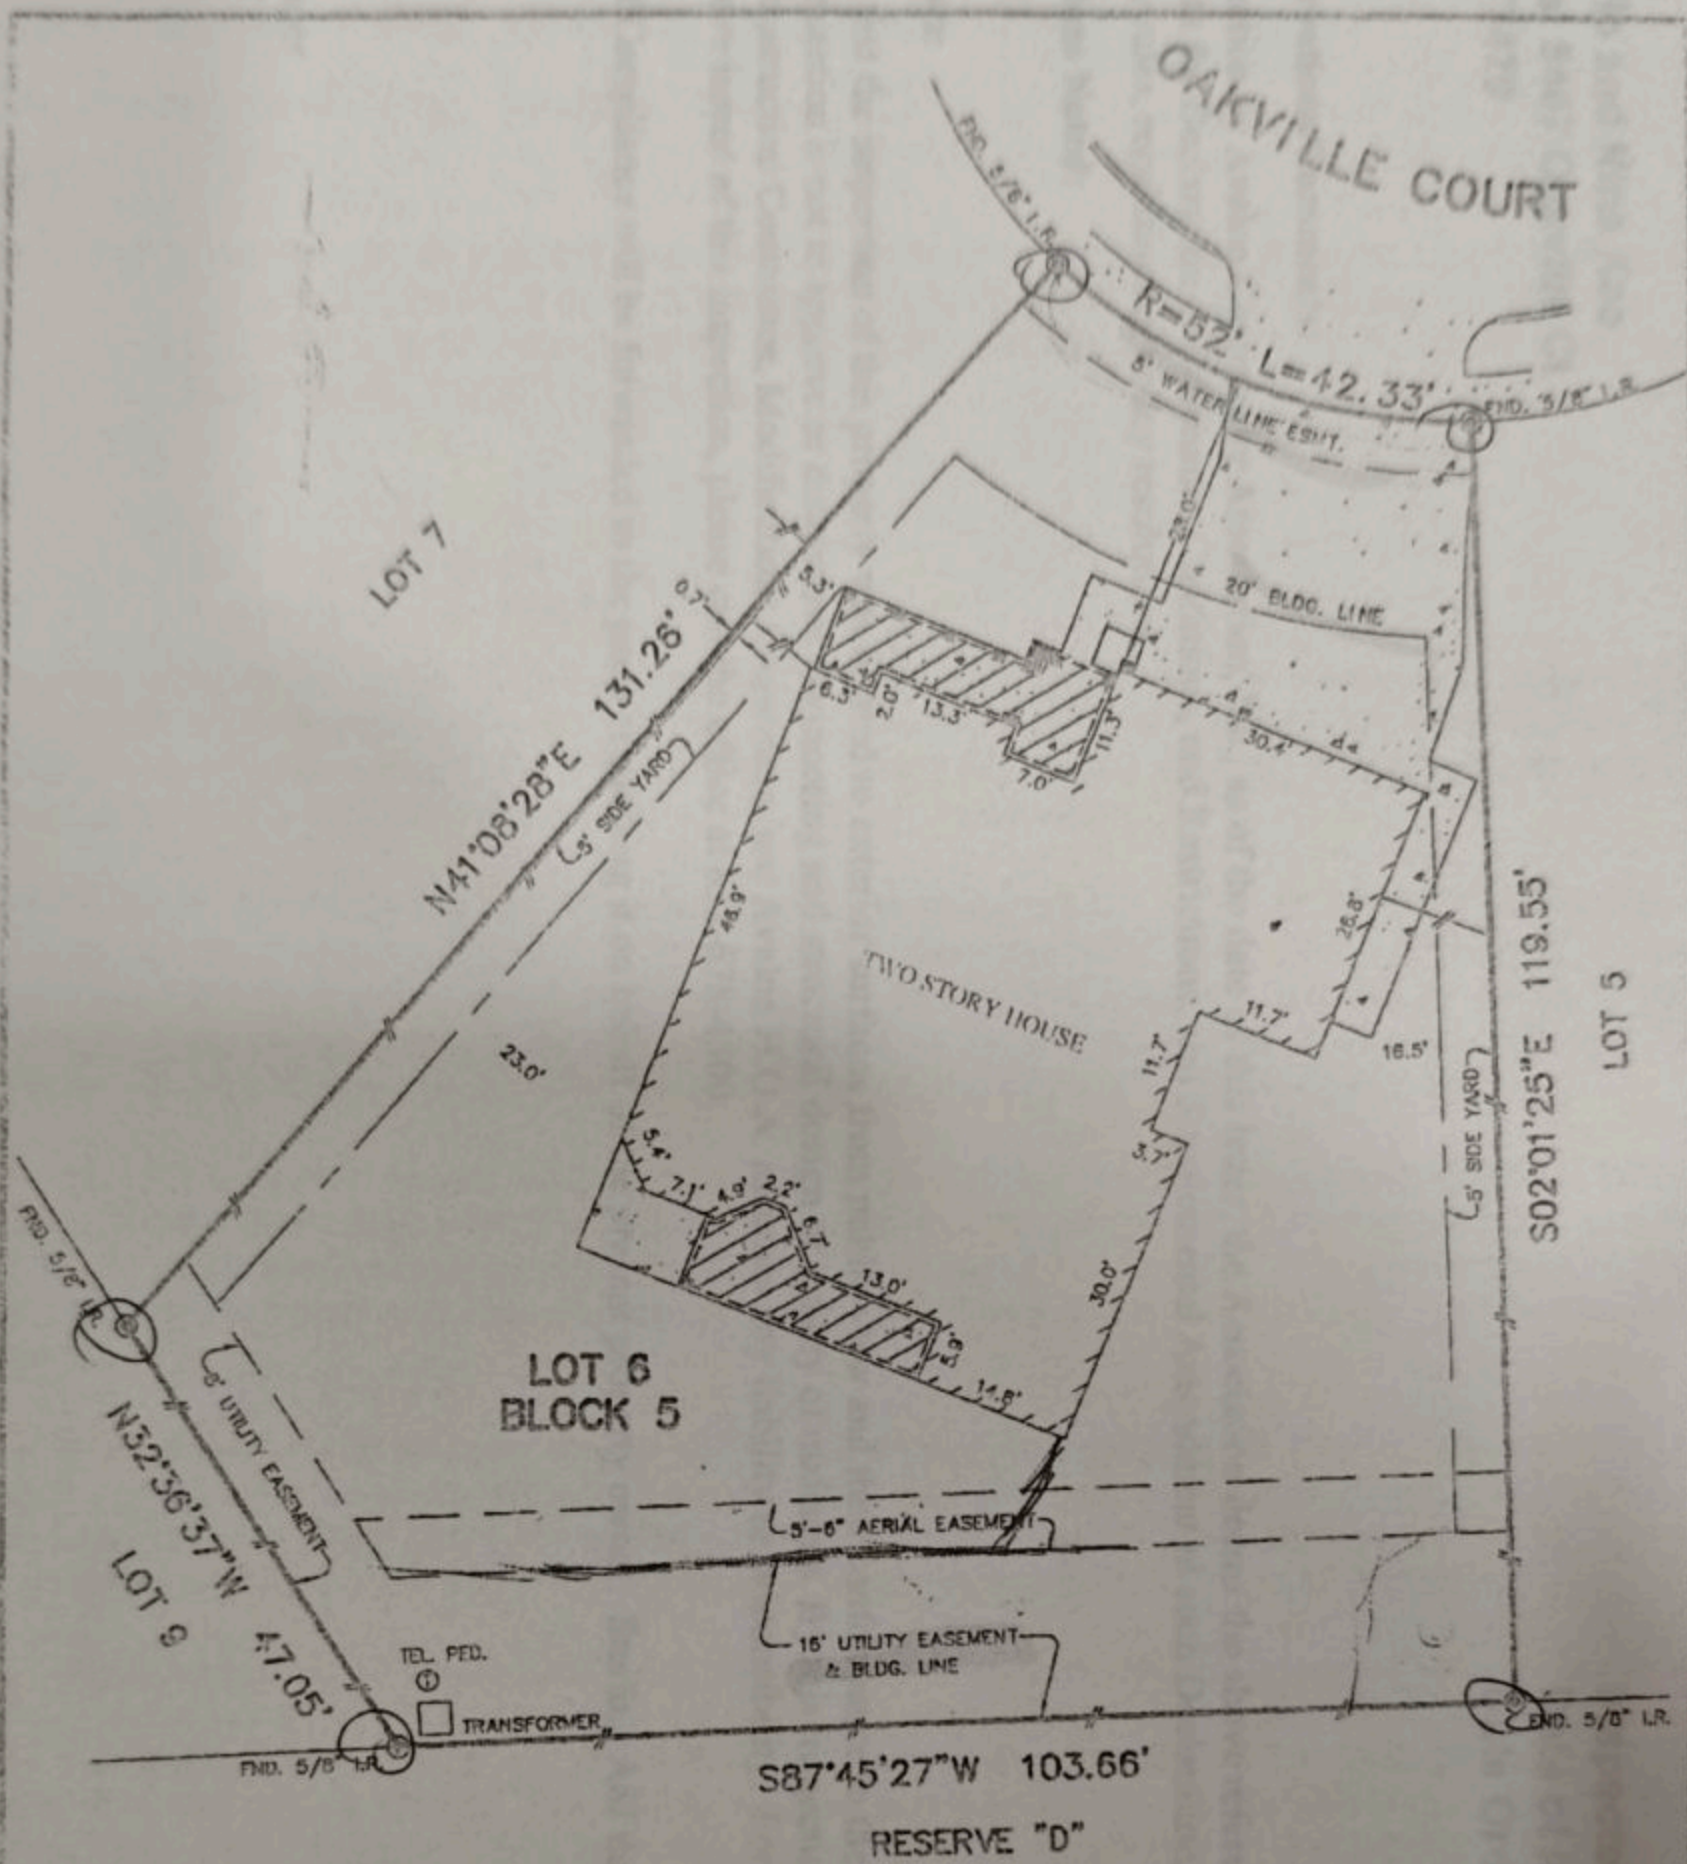 OAKVILLE COURT
FND. 5/8" I.R.
R=52' L=42.33'
FND. 5/8" I.R.
5' WATER LINE ESMT.
LOT 7
N41°08'28"E 131.26'
0.7'
5.3'
23.0'
20' BLDG. LINE
6.3'
2.0'
13.3'
7.0'
11.3'
30.4'
5' SIDE YARD
46.9'
TWO STORY HOUSE
26.8'
S02°01'25"E 119.55'
LOT 5
23.0'
11.7'
11.7'
16.5'
5' SIDE YARD
3.7'
5.4'
7.1'
4.9'
2.2'
6.7'
13.0'
5.9'
14.8'
30.0'
FND. 5/8" I.R.
LOT 6
BLOCK 5
UTILITY EASEMENT
N32°36'37"W 47.05'
LOT 9
5'-6" AERIAL EASEMENT
16' UTILITY EASEMENT
& BLDG. LINE
TEL. PED.
TRANSFORMER
FND. 5/8" I.R.
FND. 5/8" I.R.
S87°45'27"W 103.66'
RESERVE "D"